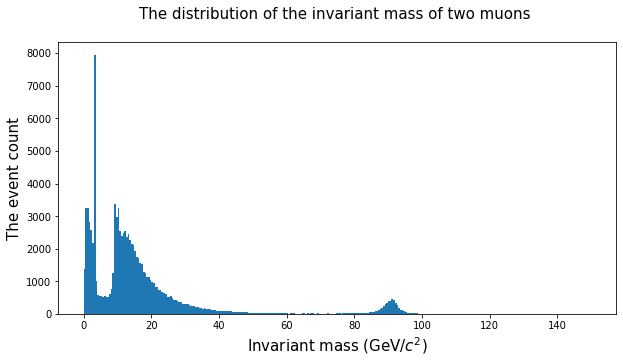 The distribution of the invariant mass of two muons
8000
7000
6000
5000
4000
3000
2000
1000
0
The event count
0 20 40 60 80 100 120 140
Invariant mass (GeV/c²)